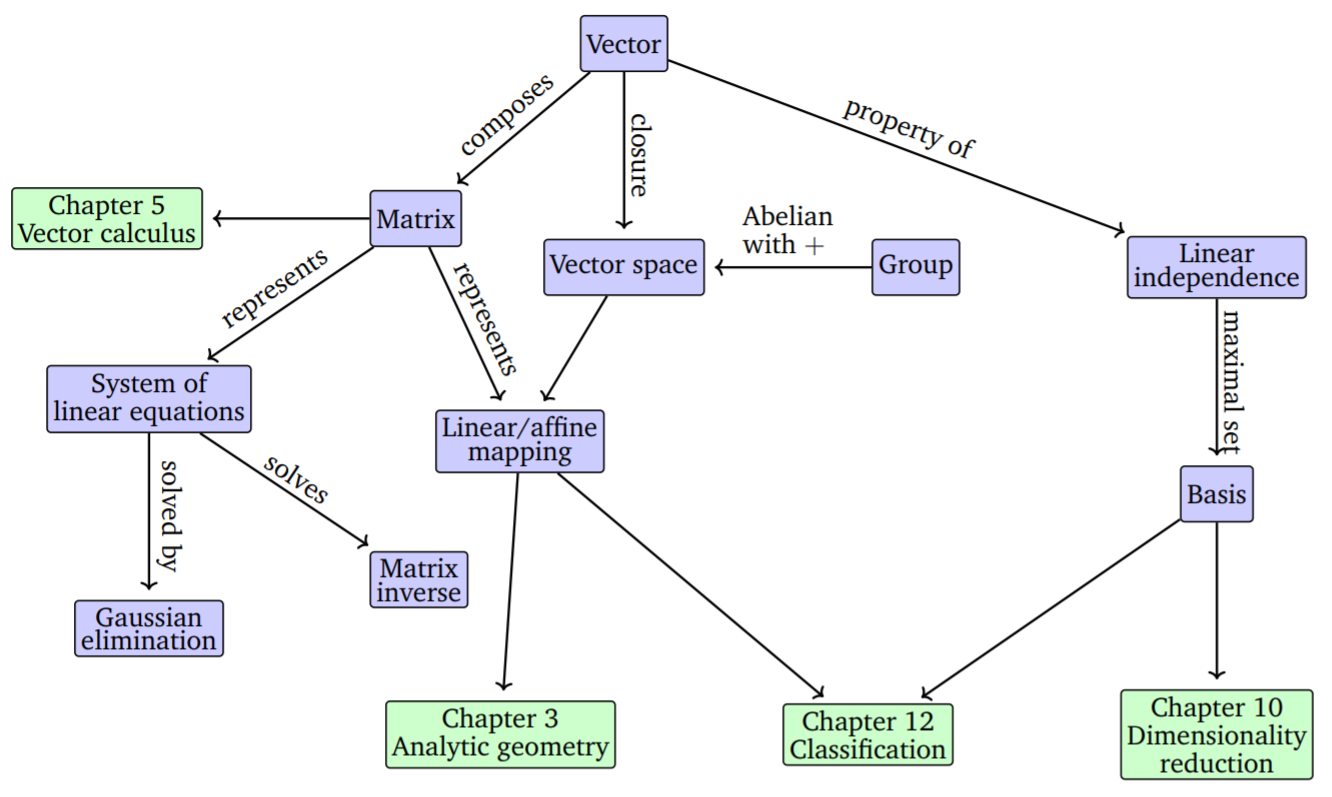 Vector
composes
closure
property of
Chapter 5
Vector calculus
Matrix
Abelian
with +
Vector space
Group
Linear
independence
represents
represents
maximal set
System of
linear equations
Linear/affine
mapping
solved by
solves
Basis
Matrix
inverse
Gaussian
elimination
Chapter 3
Analytic geometry
Chapter 12
Classification
Chapter 10
Dimensionality
reduction